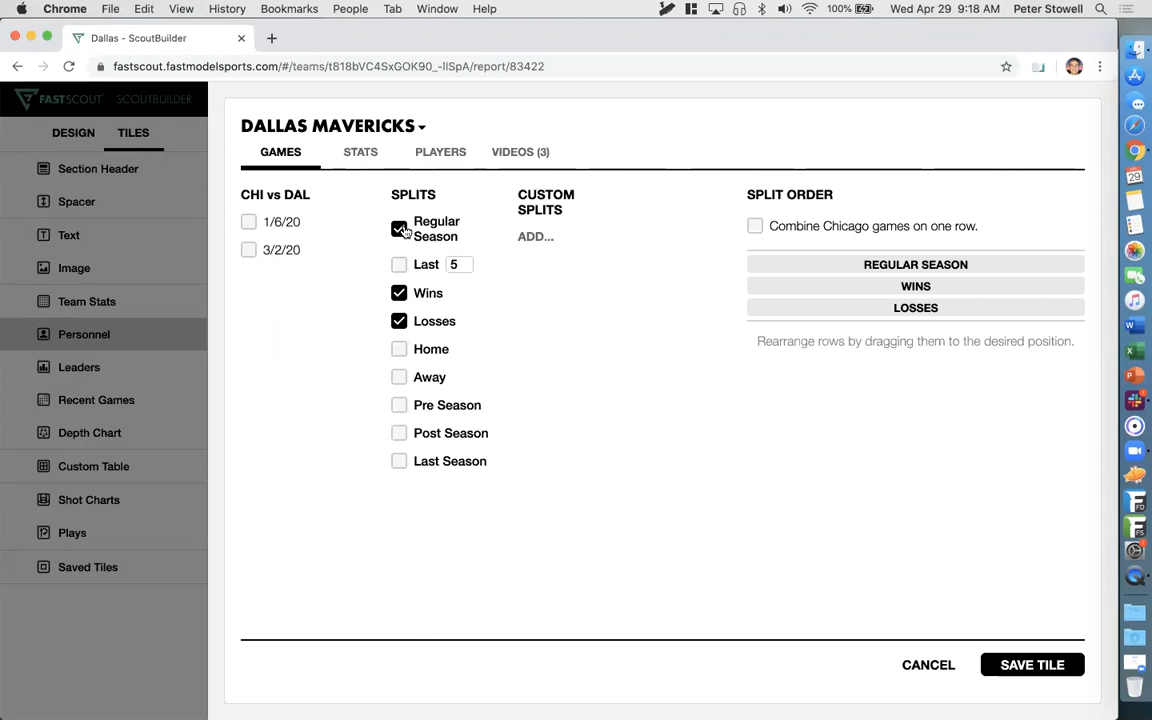 Chrome File Edit View History Bookmarks People Tab Window Help 100% Wed Apr 29 9:18 AM Peter Stowell
Dallas - ScoutBuilder
fastscout.fastmodelsports.com/#/teams/t818bVC4SxGOK90_-IISpA/report/83422
FASTSCOUT SCOUTBUILDER
DESIGN TILES
Section Header
Spacer
Text
Image
Team Stats
Personnel
Leaders
Recent Games
Depth Chart
Custom Table
Shot Charts
Plays
Saved Tiles
DALLAS MAVERICKS
GAMES STATS PLAYERS VIDEOS (3)
CHI vs DAL
1/6/20
3/2/20
SPLITS
Regular
Season
Last 5
Wins
Losses
Home
Away
Pre Season
Post Season
Last Season
CUSTOM
SPLITS
ADD...
SPLIT ORDER
Combine Chicago games on one row.
REGULAR SEASON
WINS
LOSSES
Rearrange rows by dragging them to the desired position.
CANCEL SAVE TILE
29